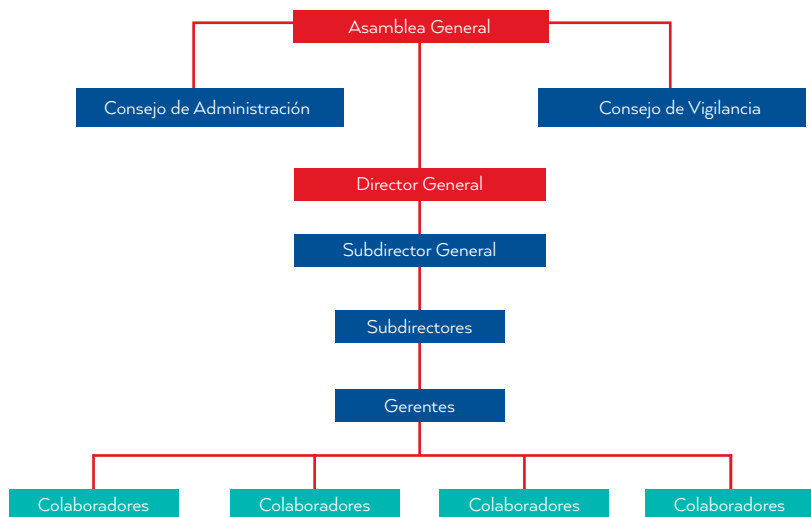 Asamblea General
Consejo de Administración
Consejo de Vigilancia
Director General
Subdirector General
Subdirectores
Gerentes
Colaboradores
Colaboradores
Colaboradores
Colaboradores